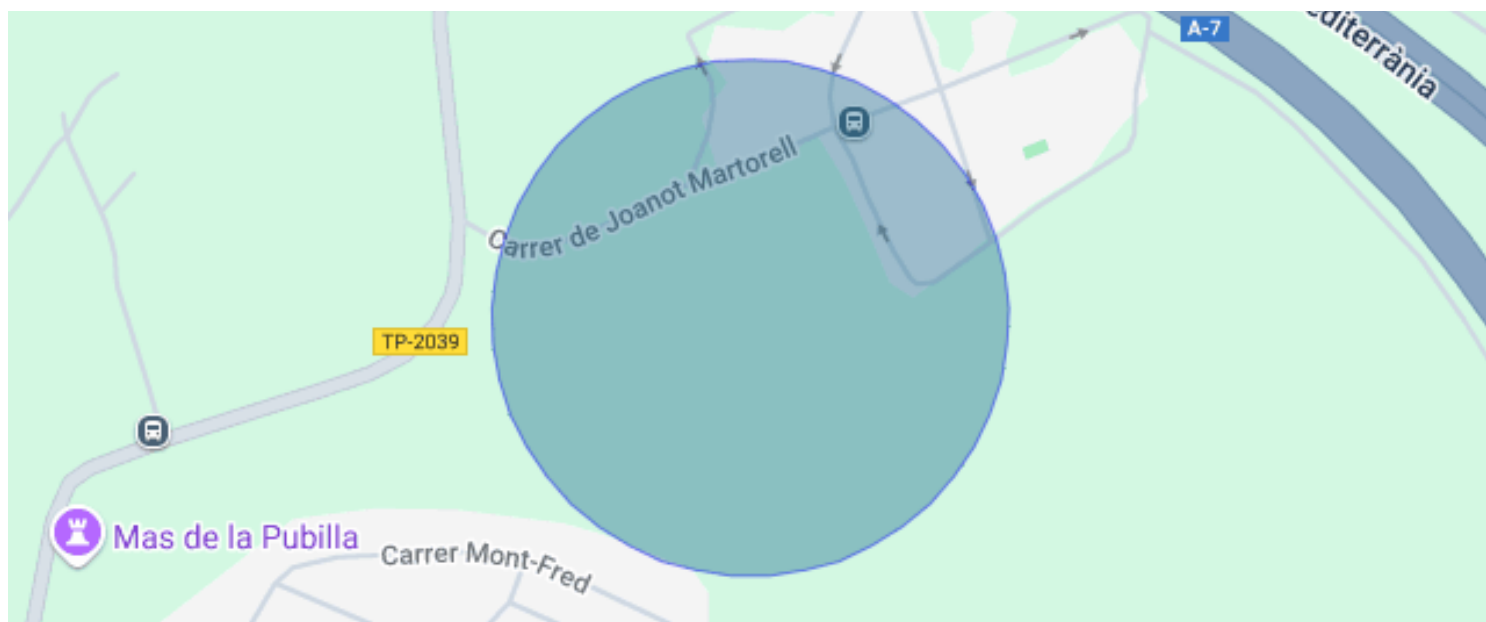 A-7
editerrània
Carrer de Joanot Martorell
TP-2039
Mas de la Pubilla
Carrer Mont-Fred